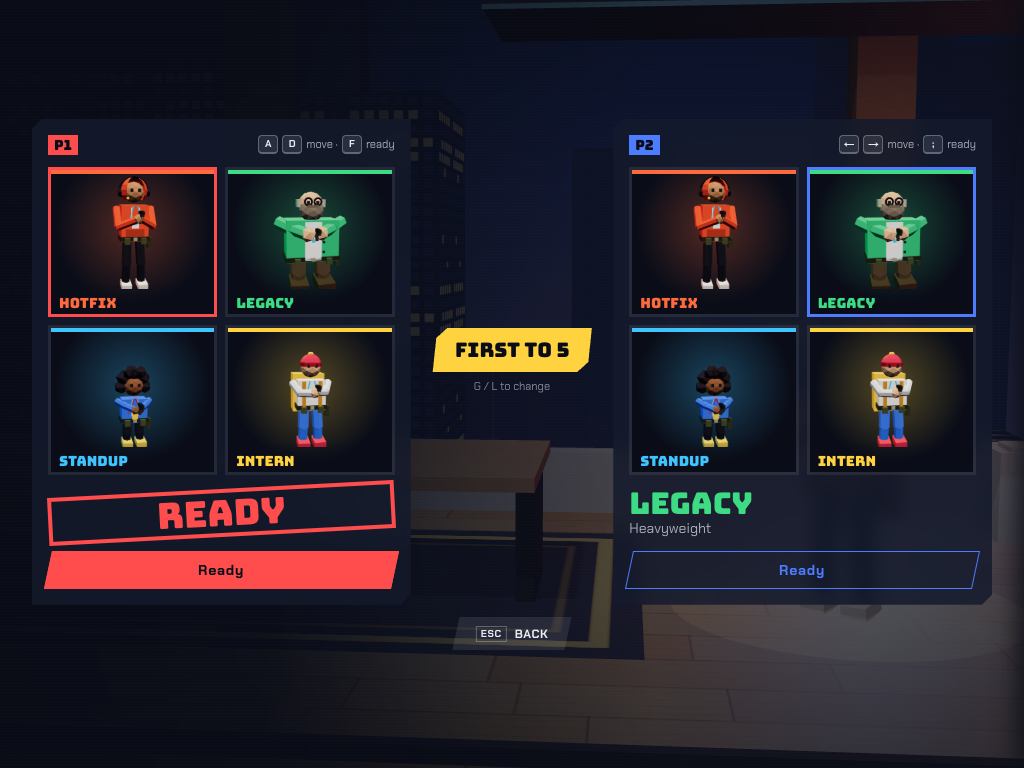 P1
A D move · F ready
HOTFIX
LEGACY
STANDUP
INTERN
READY
Ready
FIRST TO 5
G / L to change
ESC BACK
P2
← → move · ; ready
HOTFIX
LEGACY
STANDUP
INTERN
LEGACY
Heavyweight
Ready